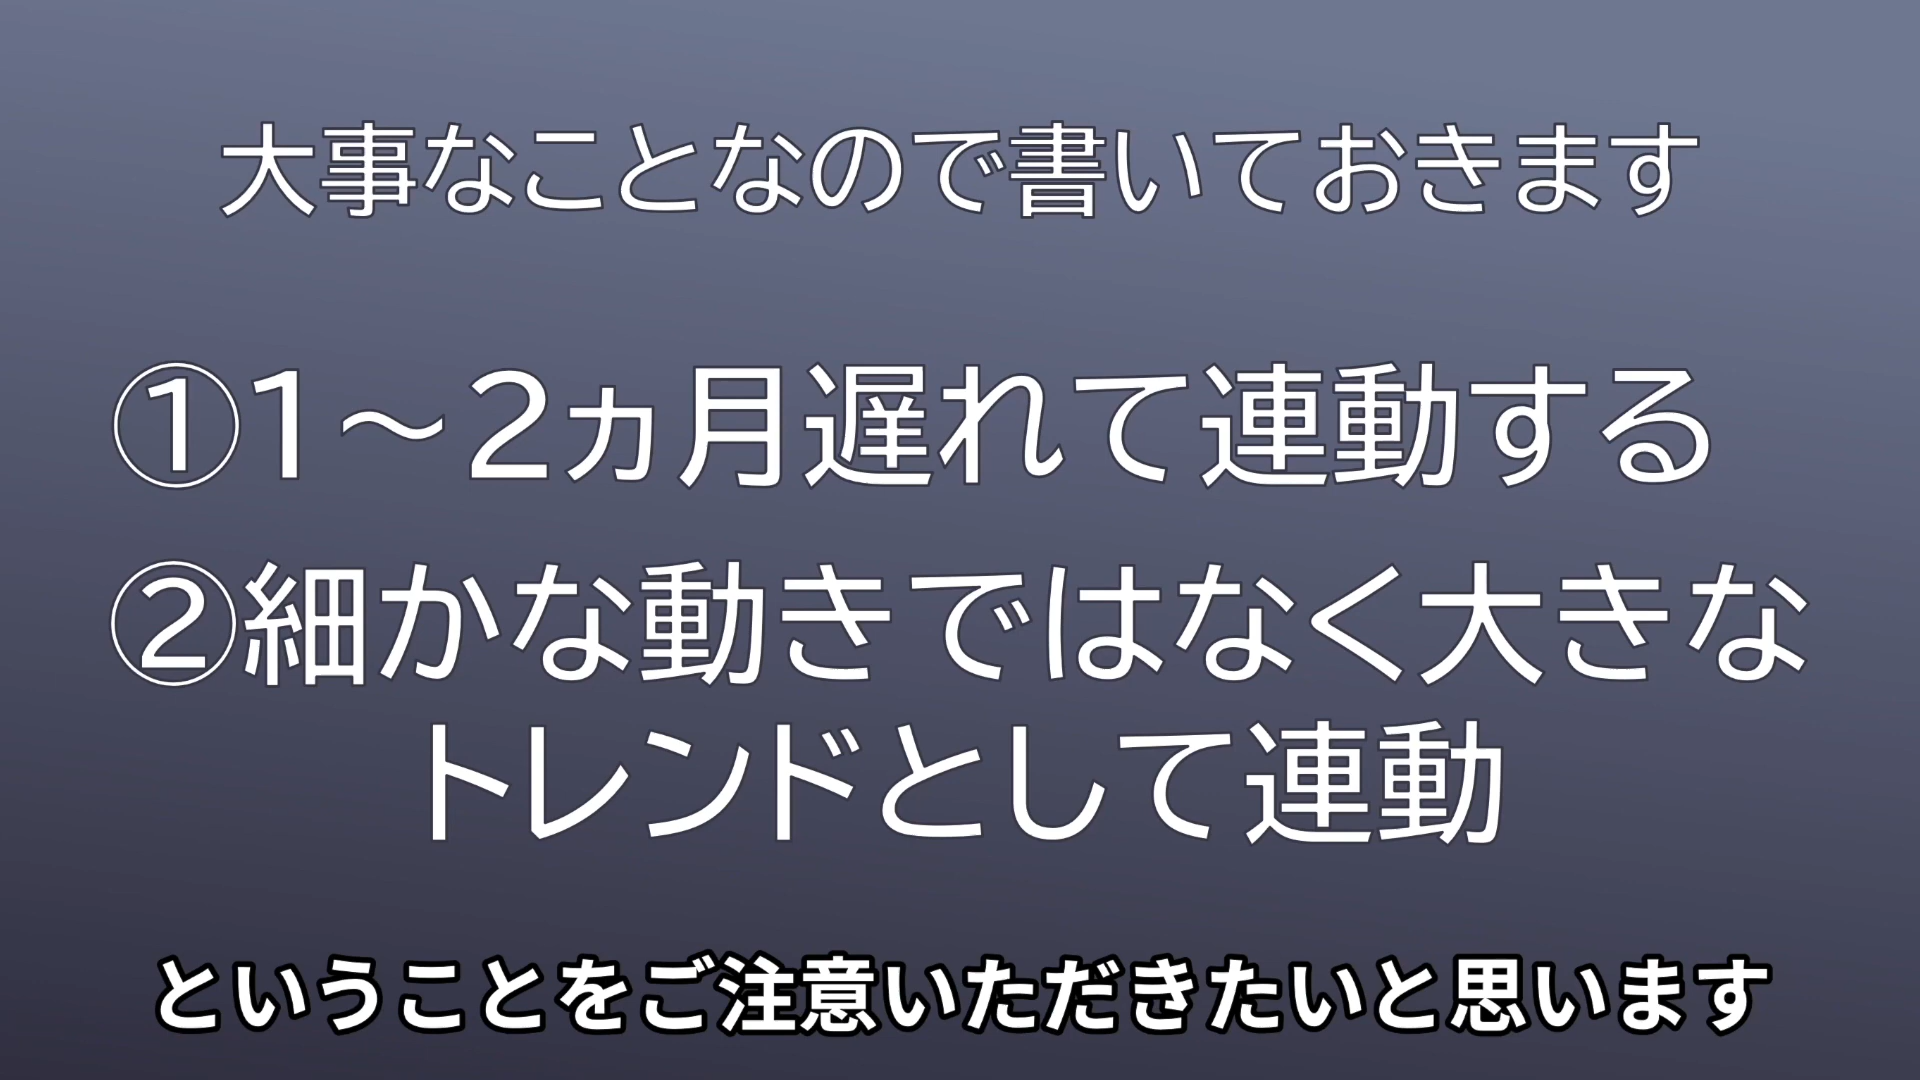 大事なことなので書いておきます
①1～2ヵ月遅れて連動する
②細かな動きではなく大きな
トレンドとして連動
ということをご注意いただきたいと思います